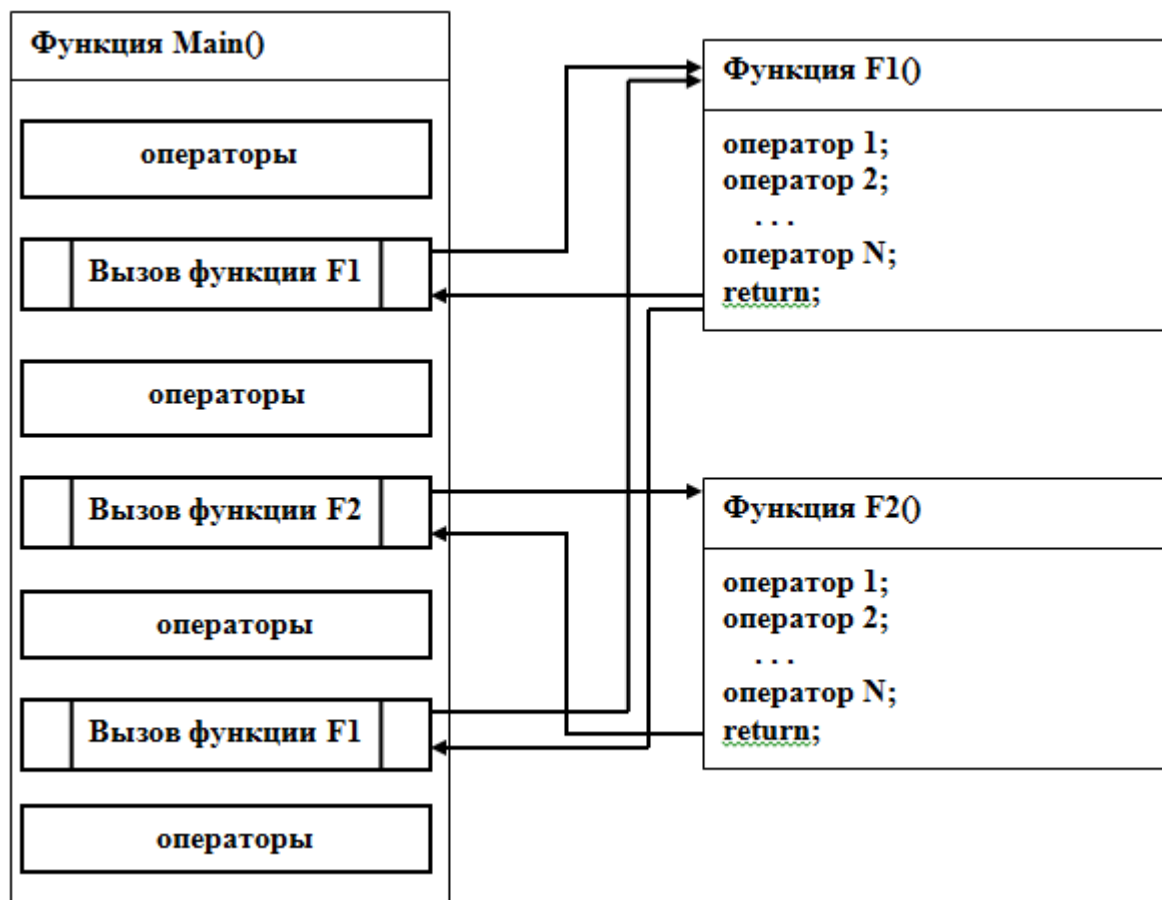 Функция Main()
операторы
Вызов функции F1
операторы
Вызов функции F2
операторы
Вызов функции F1
операторы
Функция F1()
оператор 1;
оператор 2;
. . .
оператор N;
return;
Функция F2()
оператор 1;
оператор 2;
. . .
оператор N;
return;